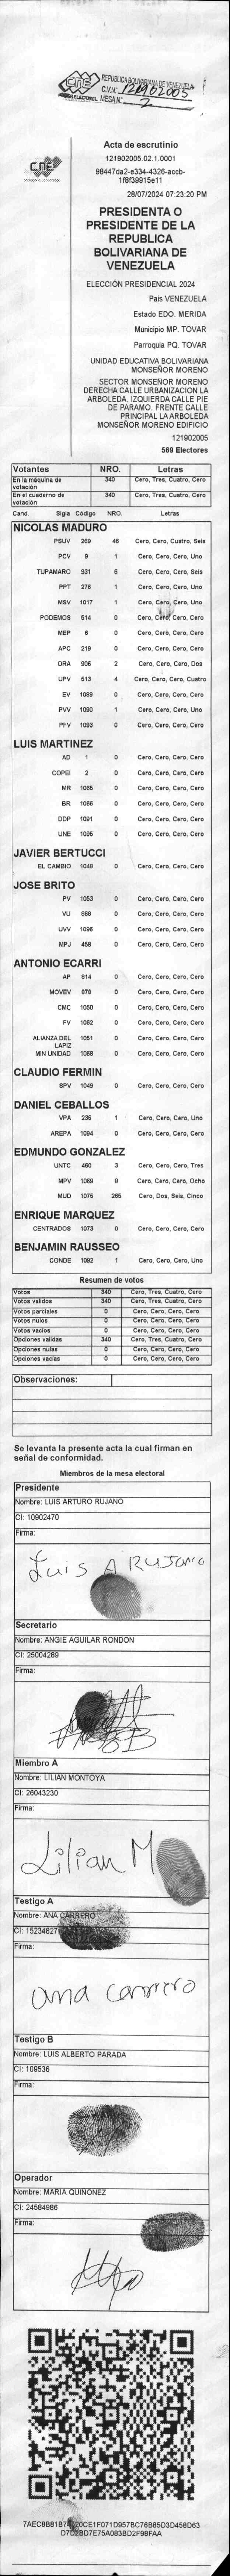 CNE
PODER ELECTORAL
REPÚBLICA BOLIVARIANA DE VENEZUELA
C.V.N°. 121902005
MESA N°. 2
CNE
Acta de escrutinio
121902005.02.1.0001
98447da2-e334-4326-accb-
1f8f39915e11
28/07/2024 07:23:20 PM
PRESIDENTA O
PRESIDENTE DE LA
REPUBLICA
BOLIVARIANA DE
VENEZUELA
ELECCIÓN PRESIDENCIAL 2024
Pais VENEZUELA
Estado EDO. MERIDA
Municipio MP. TOVAR
Parroquia PQ. TOVAR
UNIDAD EDUCATIVA BOLIVARIANA
MONSEÑOR MORENO
SECTOR MONSEÑOR MORENO
DERECHA CALLE URBANIZACION LA
ARBOLEDA. IZQUIERDA CALLE PIE
DE PARAMO. FRENTE CALLE
PRINCIPAL LA ARBOLEDA
MONSEÑOR MORENO EDIFICIO
121902005
569 Electores
Votantes NRO. Letras
En la máquina de votación 340 Cero, Tres, Cuatro, Cero
En el cuaderno de votación 340 Cero, Tres, Cuatro, Cero
Cand. Sigla Código NRO. Letras
NICOLAS MADURO
PSUV 269 46 Cero, Cero, Cuatro, Seis
PCV 9 1 Cero, Cero, Cero, Uno
TUPAMARO 931 6 Cero, Cero, Cero, Seis
PPT 276 1 Cero, Cero, Cero, Uno
MSV 1017 1 Cero, Cero, Cero, Uno
PODEMOS 514 0 Cero, Cero, Cero, Cero
MEP 6 0 Cero, Cero, Cero, Cero
APC 219 0 Cero, Cero, Cero, Cero
ORA 906 2 Cero, Cero, Cero, Dos
UPV 513 4 Cero, Cero, Cero, Cuatro
EV 1089 0 Cero, Cero, Cero, Cero
PVV 1090 1 Cero, Cero, Cero, Uno
PFV 1093 0 Cero, Cero, Cero, Cero
LUIS MARTINEZ
AD 1 0 Cero, Cero, Cero, Cero
COPEI 2 0 Cero, Cero, Cero, Cero
MR 1065 0 Cero, Cero, Cero, Cero
BR 1066 0 Cero, Cero, Cero, Cero
DDP 1091 0 Cero, Cero, Cero, Cero
UNE 1095 0 Cero, Cero, Cero, Cero
JAVIER BERTUCCI
EL CAMBIO 1048 0 Cero, Cero, Cero, Cero
JOSE BRITO
PV 1053 0 Cero, Cero, Cero, Cero
VU 868 0 Cero, Cero, Cero, Cero
UVV 1096 0 Cero, Cero, Cero, Cero
MPJ 458 0 Cero, Cero, Cero, Cero
ANTONIO ECARRI
AP 814 0 Cero, Cero, Cero, Cero
MOVEV 878 0 Cero, Cero, Cero, Cero
CMC 1050 0 Cero, Cero, Cero, Cero
FV 1062 0 Cero, Cero, Cero, Cero
ALIANZA DEL LAPIZ 1051 0 Cero, Cero, Cero, Cero
MIN UNIDAD 1088 0 Cero, Cero, Cero, Cero
CLAUDIO FERMIN
SPV 1049 0 Cero, Cero, Cero, Cero
DANIEL CEBALLOS
VPA 236 1 Cero, Cero, Cero, Uno
AREPA 1094 0 Cero, Cero, Cero, Cero
EDMUNDO GONZALEZ
UNTC 460 3 Cero, Cero, Cero, Tres
MPV 1069 8 Cero, Cero, Cero, Ocho
MUD 1075 265 Cero, Dos, Seis, Cinco
ENRIQUE MARQUEZ
CENTRADOS 1073 0 Cero, Cero, Cero, Cero
BENJAMIN RAUSSEO
CONDE 1092 1 Cero, Cero, Cero, Uno
Resumen de votos
Votos 340 Cero, Tres, Cuatro, Cero
Votos validos 340 Cero, Tres, Cuatro, Cero
Votos parciales 0 Cero, Cero, Cero, Cero
Votos nulos 0 Cero, Cero, Cero, Cero
Votos vacios 0 Cero, Cero, Cero, Cero
Opciones validas 340 Cero, Tres, Cuatro, Cero
Opciones nulas 0 Cero, Cero, Cero, Cero
Opciones vacias 0 Cero, Cero, Cero, Cero
Observaciones:
Se levanta la presente acta la cual firman en
señal de conformidad.
Miembros de la mesa electoral
Presidente
Nombre: LUIS ARTURO RUJANO
CI: 10902470
Firma:
Luis A Rujano
Secretario
Nombre: ANGIE AGUILAR RONDON
CI: 25004289
Firma:
Miembro A
Nombre: LILIAN MONTOYA
CI: 26043230
Firma:
Lilian M
Testigo A
Nombre: ANA CARRERO
CI: 15234827
Firma:
ana carrero
Testigo B
Nombre: LUIS ALBERTO PARADA
CI: 109536
Firma:
Operador
Nombre: MARIA QUIÑONEZ
CI: 24584986
Firma: